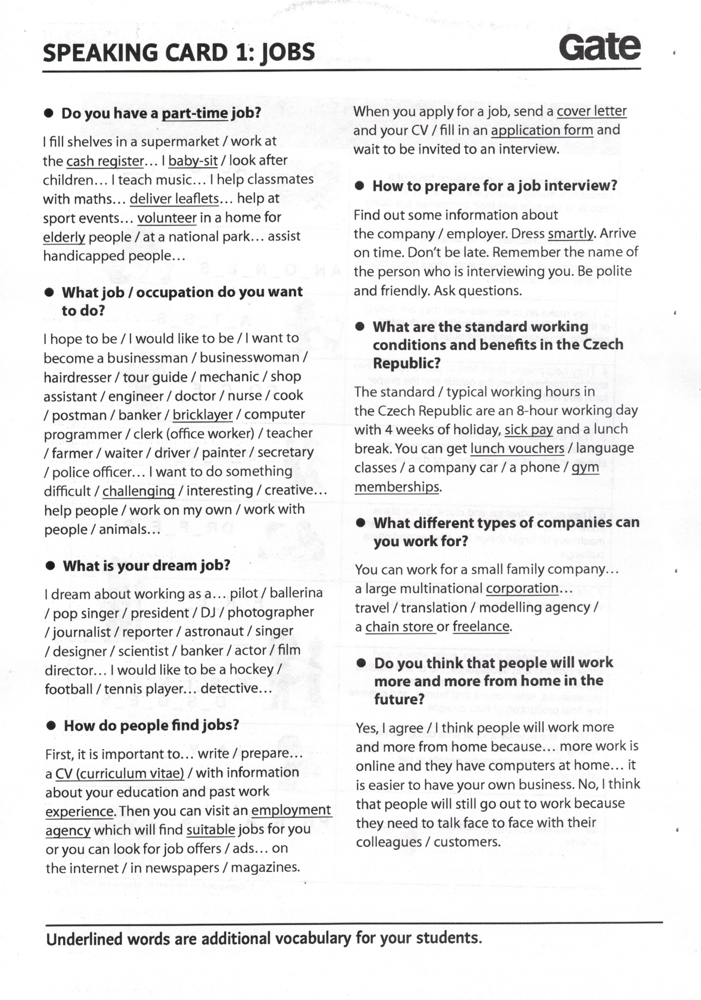 SPEAKING CARD 1: JOBS
Gate
● Do you have a part-time job?
I fill shelves in a supermarket / work at
the cash register... I baby-sit / look after
children... I teach music... I help classmates
with maths... deliver leaflets... help at
sport events... volunteer in a home for
elderly people / at a national park... assist
handicapped people...
● What job / occupation do you want
to do?
I hope to be / I would like to be / I want to
become a businessman / businesswoman /
hairdresser / tour guide / mechanic / shop
assistant / engineer / doctor / nurse / cook
/ postman / banker / bricklayer / computer
programmer / clerk (office worker) / teacher
/ farmer / waiter / driver / painter / secretary
/ police officer... I want to do something
difficult / challenging / interesting / creative...
help people / work on my own / work with
people / animals...
● What is your dream job?
I dream about working as a... pilot / ballerina
/ pop singer / president / DJ / photographer
/ journalist / reporter / astronaut / singer
/ designer / scientist / banker / actor / film
director... I would like to be a hockey /
football / tennis player... detective...
● How do people find jobs?
First, it is important to... write / prepare...
a CV (curriculum vitae) / with information
about your education and past work
experience. Then you can visit an employment
agency which will find suitable jobs for you
or you can look for job offers / ads... on
the internet / in newspapers / magazines.
When you apply for a job, send a cover letter
and your CV / fill in an application form and
wait to be invited to an interview.
● How to prepare for a job interview?
Find out some information about
the company / employer. Dress smartly. Arrive
on time. Don't be late. Remember the name of
the person who is interviewing you. Be polite
and friendly. Ask questions.
● What are the standard working
conditions and benefits in the Czech
Republic?
The standard / typical working hours in
the Czech Republic are an 8-hour working day
with 4 weeks of holiday, sick pay and a lunch
break. You can get lunch vouchers / language
classes / a company car / a phone / gym
memberships.
● What different types of companies can
you work for?
You can work for a small family company...
a large multinational corporation...
travel / translation / modelling agency /
a chain store or freelance.
● Do you think that people will work
more and more from home in the
future?
Yes, I agree / I think people will work more
and more from home because... more work is
online and they have computers at home... it
is easier to have your own business. No, I think
that people will still go out to work because
they need to talk face to face with their
colleagues / customers.
Underlined words are additional vocabulary for your students.